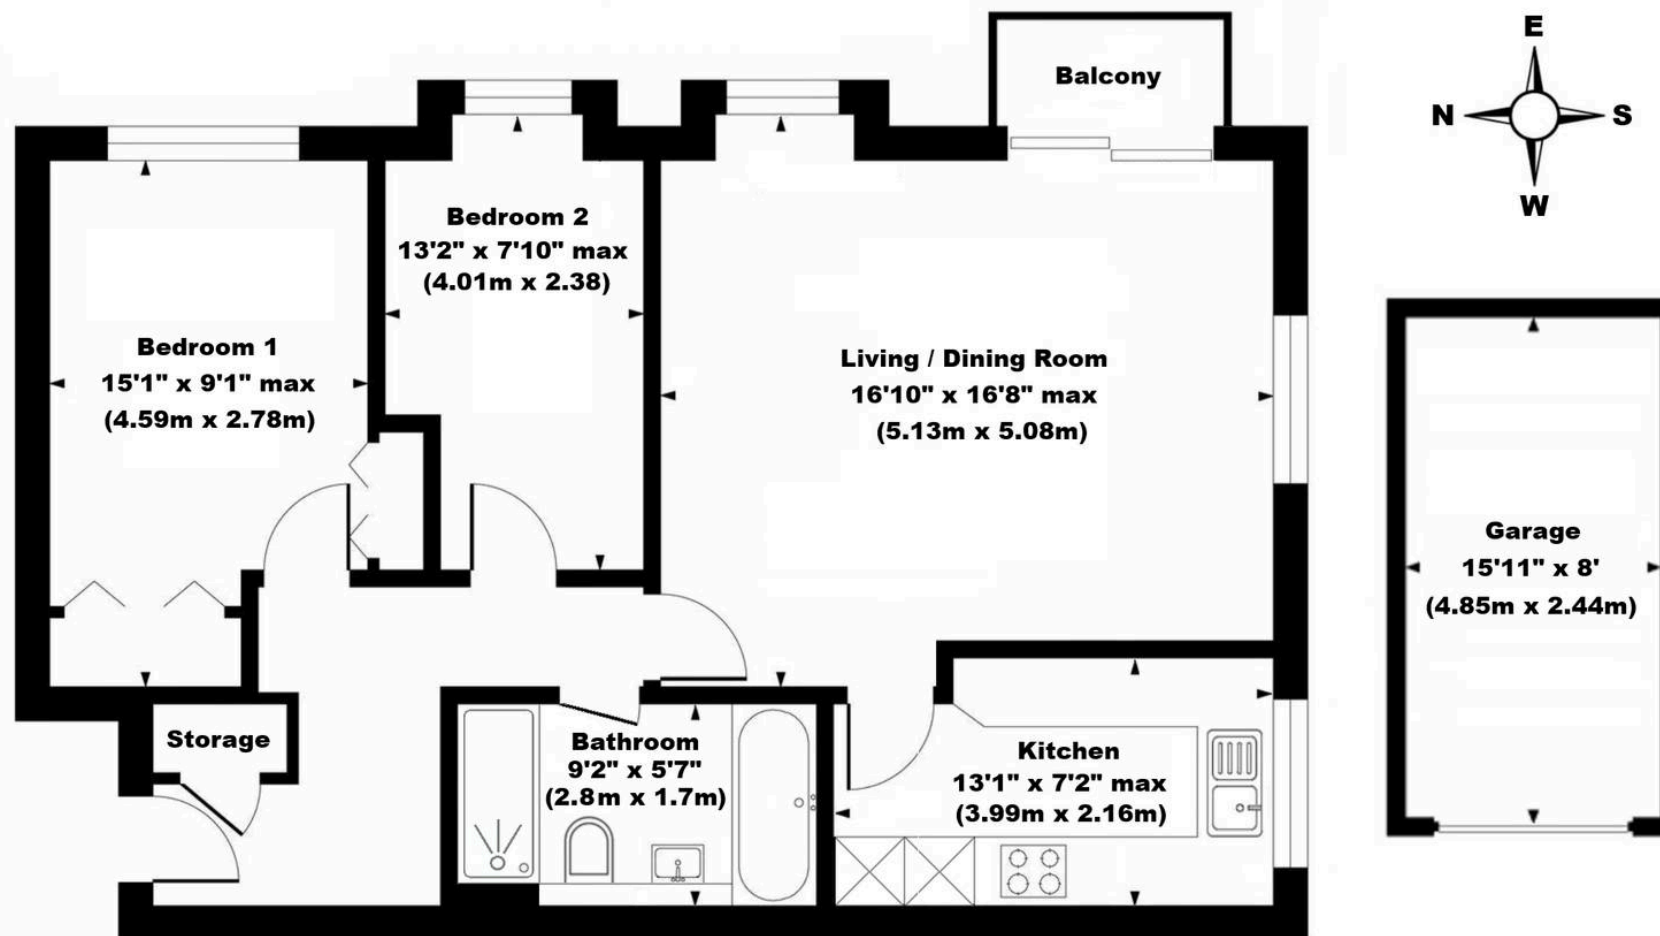 Balcony
E
N
S
W
Bedroom 2
13'2" x 7'10" max
(4.01m x 2.38)
Bedroom 1
15'1" x 9'1" max
(4.59m x 2.78m)
Living / Dining Room
16'10" x 16'8" max
(5.13m x 5.08m)
Garage
15'11" x 8'
(4.85m x 2.44m)
Storage
Bathroom
9'2" x 5'7"
(2.8m x 1.7m)
Kitchen
13'1" x 7'2" max
(3.99m x 2.16m)